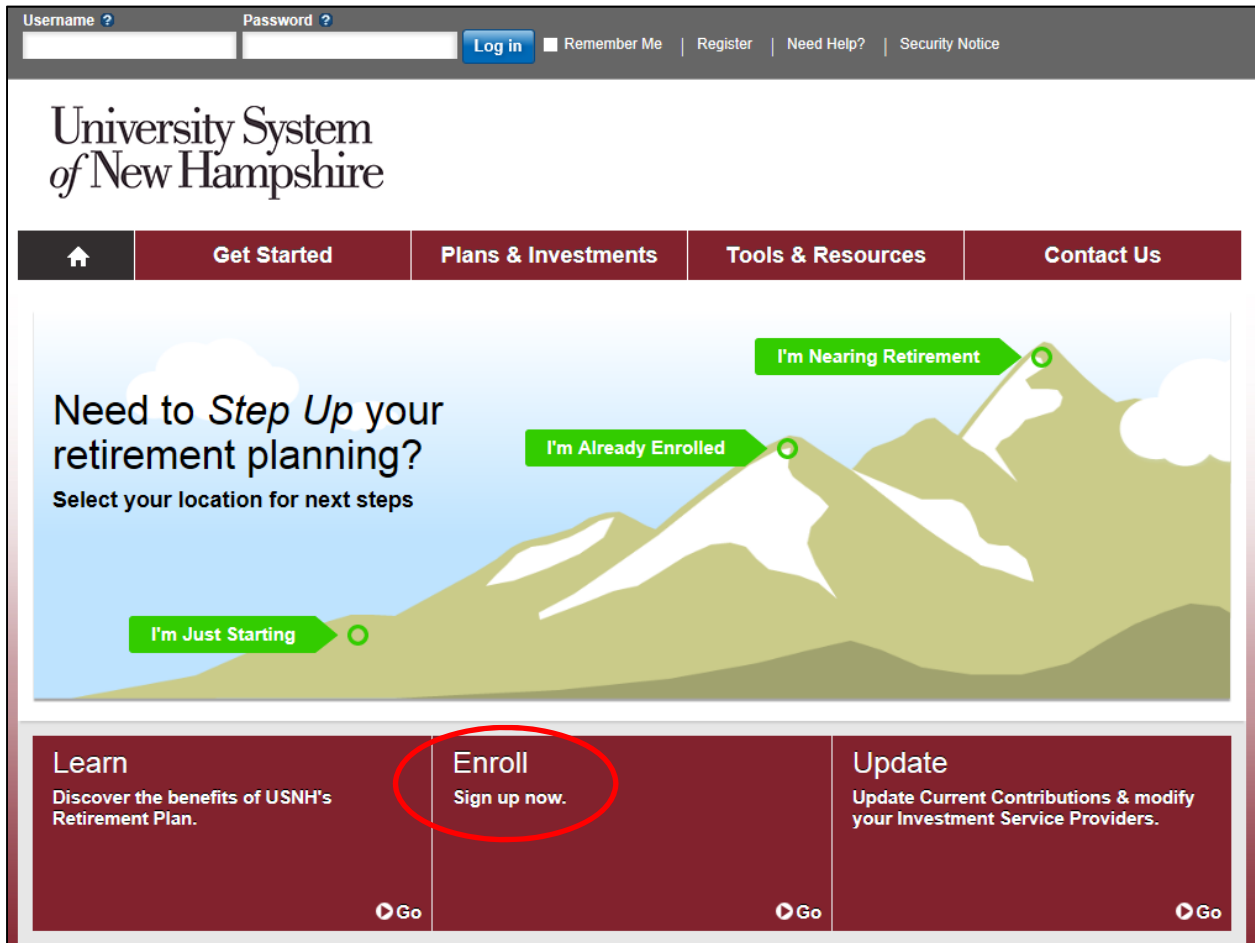 Username ? Password ?
Log in Remember Me | Register | Need Help? | Security Notice
University System
of New Hampshire
Get Started Plans & Investments Tools & Resources Contact Us
I'm Nearing Retirement
Need to Step Up your
retirement planning?
I'm Already Enrolled
Select your location for next steps
I'm Just Starting
Learn
Discover the benefits of USNH's
Retirement Plan.
Go
Enroll
Sign up now.
Go
Update
Update Current Contributions & modify
your Investment Service Providers.
Go